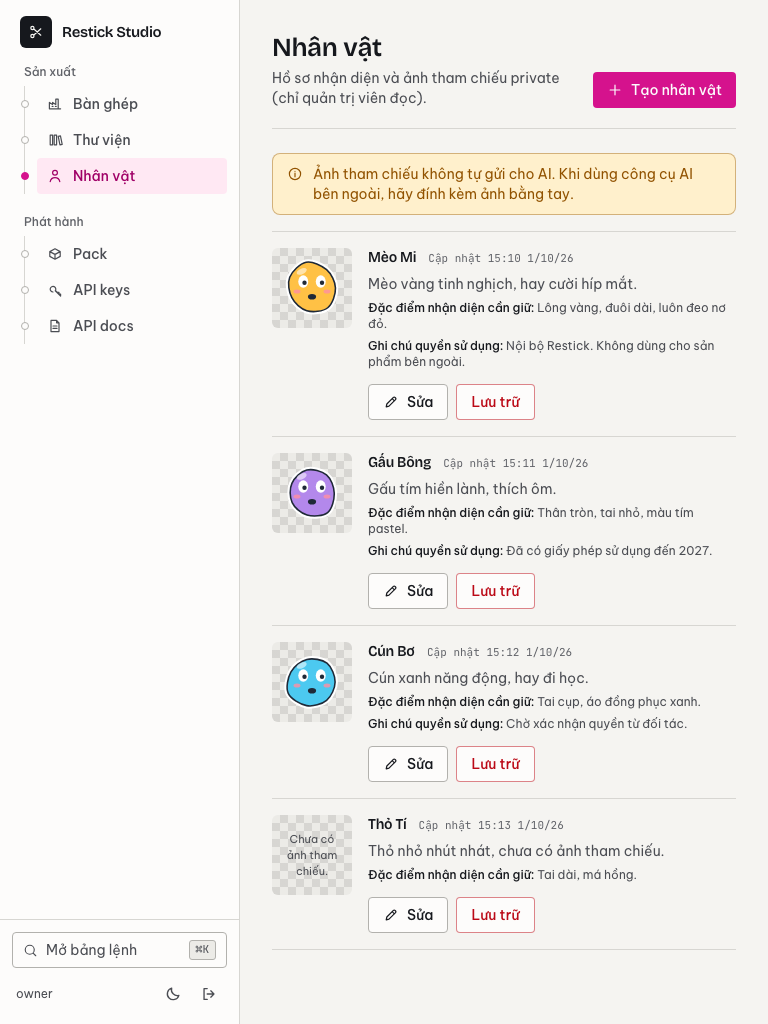 Restick Studio
Sản xuất
Bàn ghép
Thư viện
Nhân vật
Phát hành
Pack
API keys
API docs
Mở bảng lệnh
⌘K
owner
Nhân vật
Hồ sơ nhận diện và ảnh tham chiếu private
(chỉ quản trị viên đọc).
Tạo nhân vật
Ảnh tham chiếu không tự gửi cho AI. Khi dùng công cụ AI
bên ngoài, hãy đính kèm ảnh bằng tay.
Mèo Mi Cập nhật 15:10 1/10/26
Mèo vàng tinh nghịch, hay cười híp mắt.
Đặc điểm nhận diện cần giữ: Lông vàng, đuôi dài, luôn đeo nơ
đỏ.
Ghi chú quyền sử dụng: Nội bộ Restick. Không dùng cho sản
phẩm bên ngoài.
Sửa Lưu trữ
Gấu Bông Cập nhật 15:11 1/10/26
Gấu tím hiền lành, thích ôm.
Đặc điểm nhận diện cần giữ: Thân tròn, tai nhỏ, màu tím
pastel.
Ghi chú quyền sử dụng: Đã có giấy phép sử dụng đến 2027.
Sửa Lưu trữ
Cún Bơ Cập nhật 15:12 1/10/26
Cún xanh năng động, hay đi học.
Đặc điểm nhận diện cần giữ: Tai cụp, áo đồng phục xanh.
Ghi chú quyền sử dụng: Chờ xác nhận quyền từ đối tác.
Sửa Lưu trữ
Chưa có
ảnh tham
chiếu.
Thỏ Tí Cập nhật 15:13 1/10/26
Thỏ nhỏ nhút nhát, chưa có ảnh tham chiếu.
Đặc điểm nhận diện cần giữ: Tai dài, má hồng.
Sửa Lưu trữ